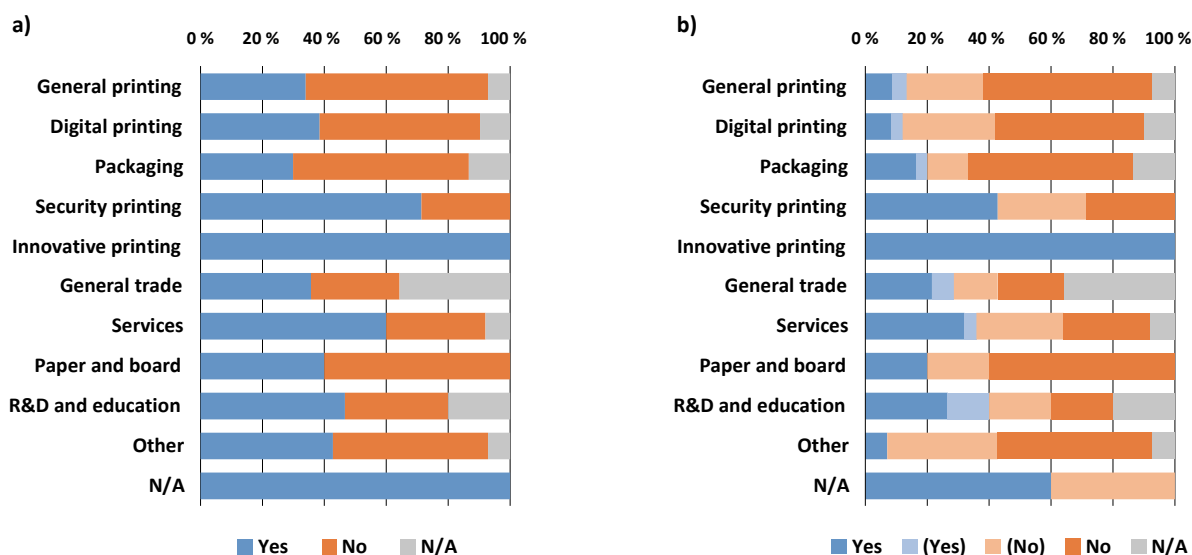 a)
0 % 20 % 40 % 60 % 80 % 100 %
General printing
Digital printing
Packaging
Security printing
Innovative printing
General trade
Services
Paper and board
R&D and education
Other
N/A
Yes No N/A
b)
0 % 20 % 40 % 60 % 80 % 100 %
General printing
Digital printing
Packaging
Security printing
Innovative printing
General trade
Services
Paper and board
R&D and education
Other
N/A
Yes (Yes) (No) No N/A